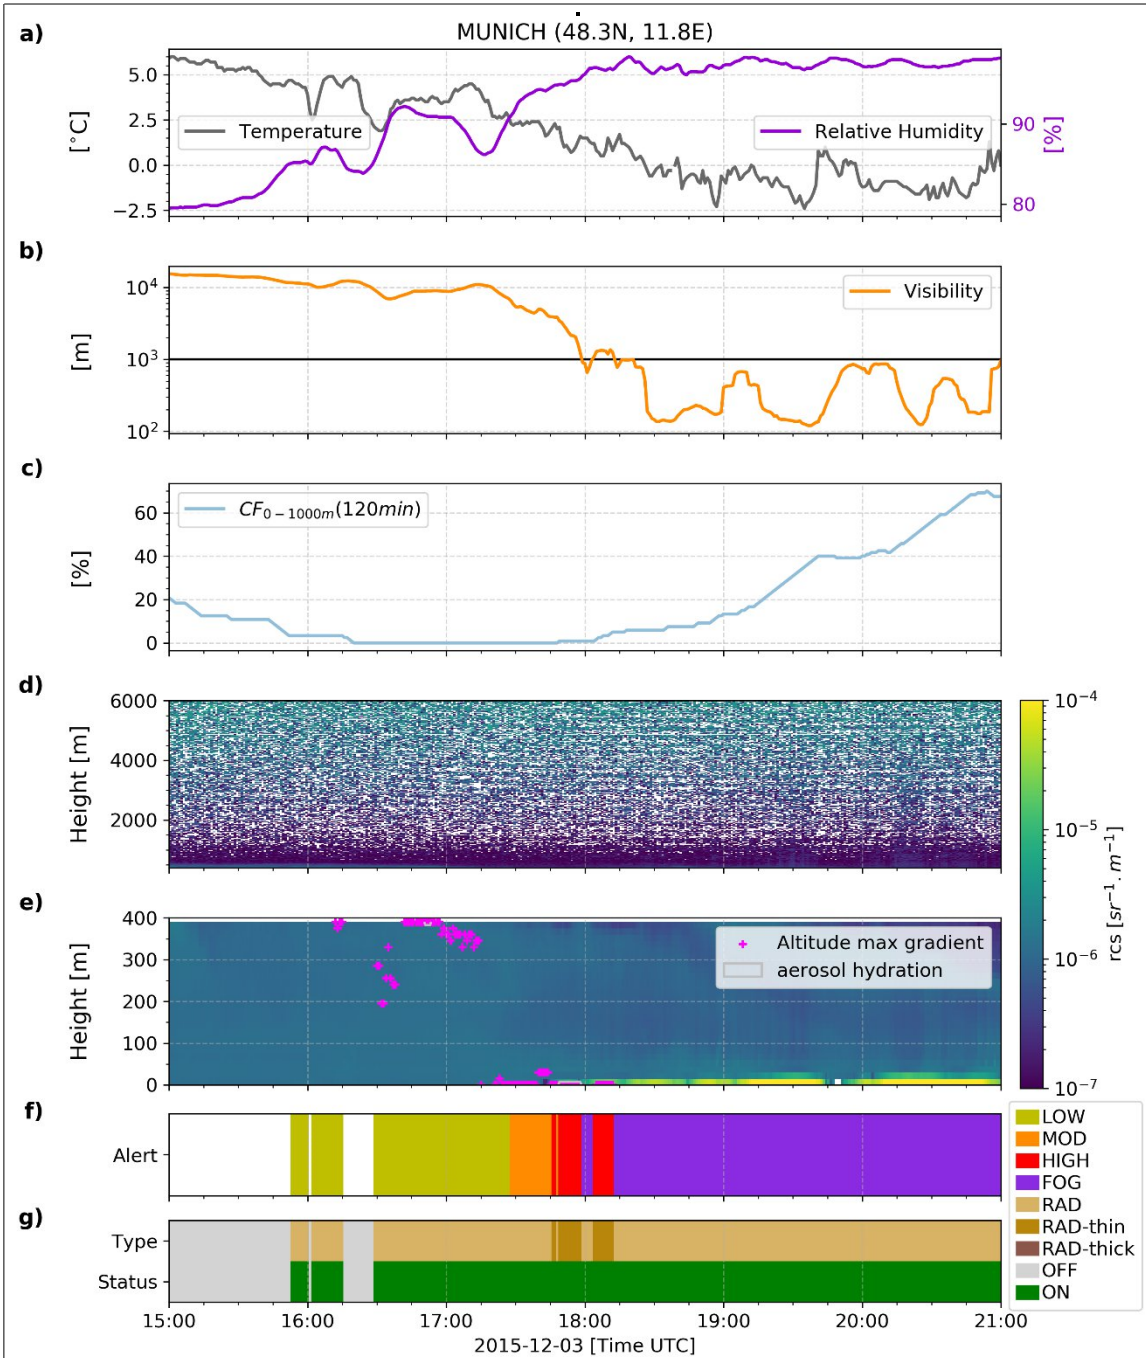 a)
MUNICH (48.3N, 11.8E)
5.0
2.5
0.0
−2.5
[°C]
Temperature
Relative Humidity
90
80
[%]
b)
10⁴
10³
10²
[m]
Visibility
c)
60
40
20
0
[%]
CF₀₋₁₀₀₀ₘ(120min)
d)
6000
4000
2000
Height [m]
e)
400
300
200
100
0
Height [m]
Altitude max gradient
aerosol hydration
10⁻⁴
10⁻⁵
10⁻⁶
10⁻⁷
rcs [sr⁻¹.m⁻¹]
f)
Alert
g)
Type
Status
LOW
MOD
HIGH
FOG
RAD
RAD-thin
RAD-thick
OFF
ON
15:00 16:00 17:00 18:00 19:00 20:00 21:00
2015-12-03 [Time UTC]